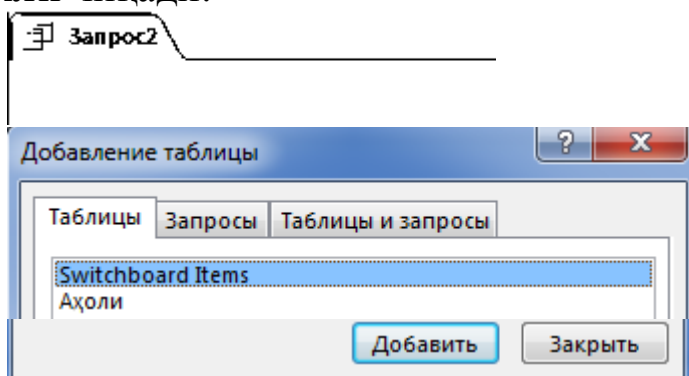 Запрос2
Добавление таблицы
?
Таблицы Запросы Таблицы и запросы
Switchboard Items
Аҳоли
Добавить Закрыть